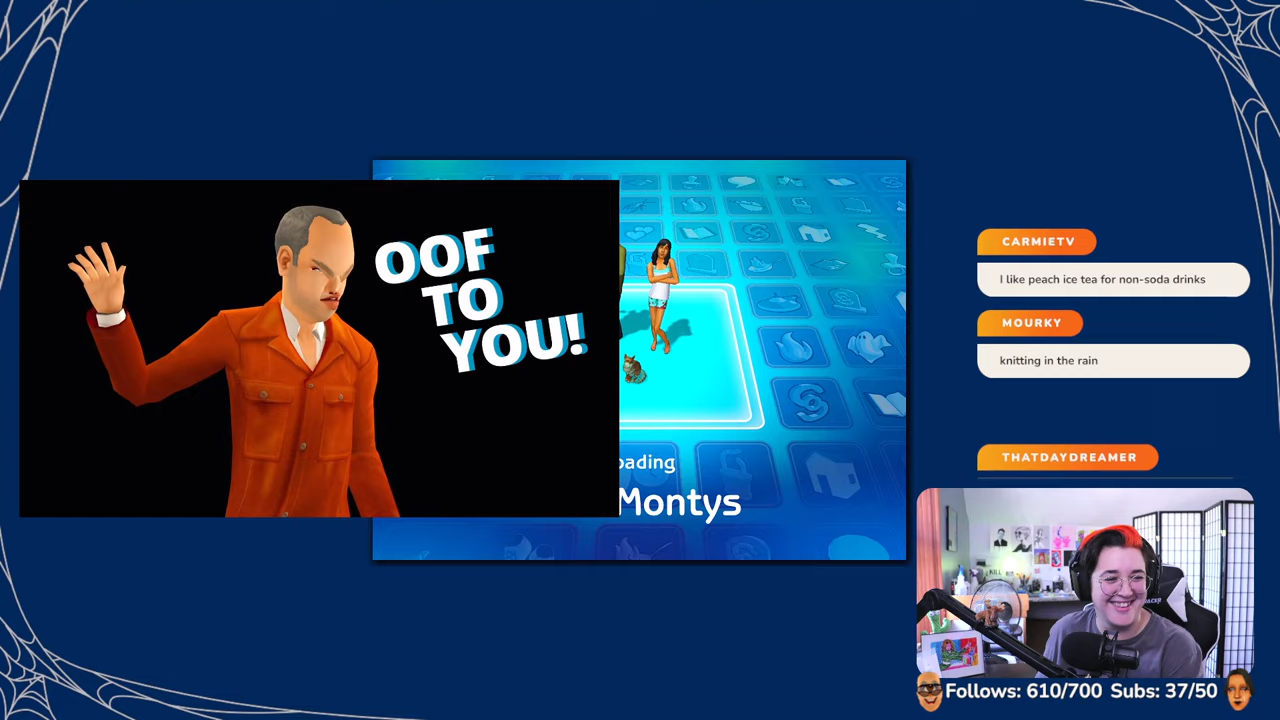 OOF
TO
YOU!
oading
Montys
CARMIETV
I like peach ice tea for non-soda drinks
MOURKY
knitting in the rain
THATDAYDREAMER
KILL
Follows: 610/700 Subs: 37/50